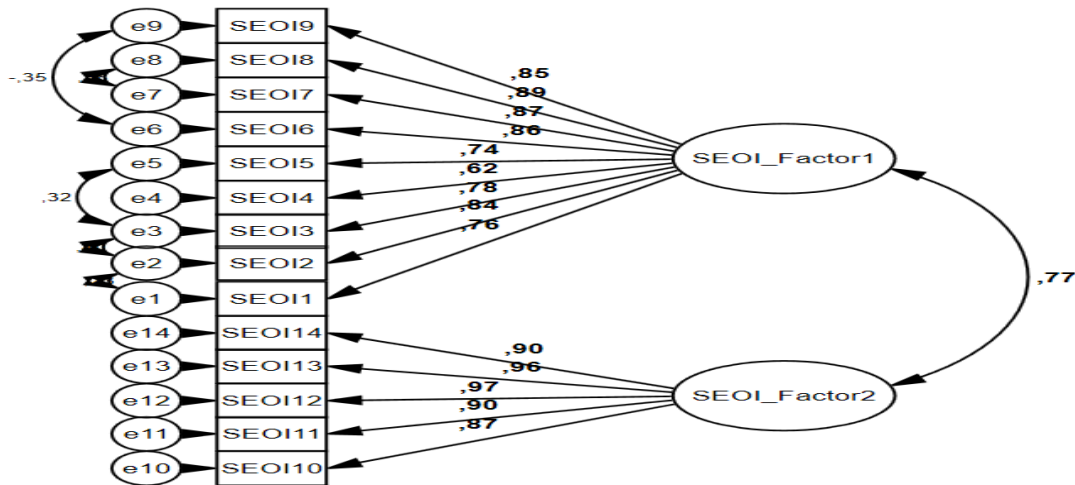 e9 SEOI9
e8 SEOI8
-,35
e7 SEOI7
e6 SEOI6
e5 SEOI5
e4 SEOI4
,32
e3 SEOI3
e2 SEOI2
e1 SEOI1
e14 SEOI14
e13 SEOI13
e12 SEOI12
e11 SEOI11
e10 SEOI10
,85
,89
,87
,86
,74
,62
,78
,84
,76
SEOI_Factor1
,77
,90
,96
,97
,90
,87
SEOI_Factor2